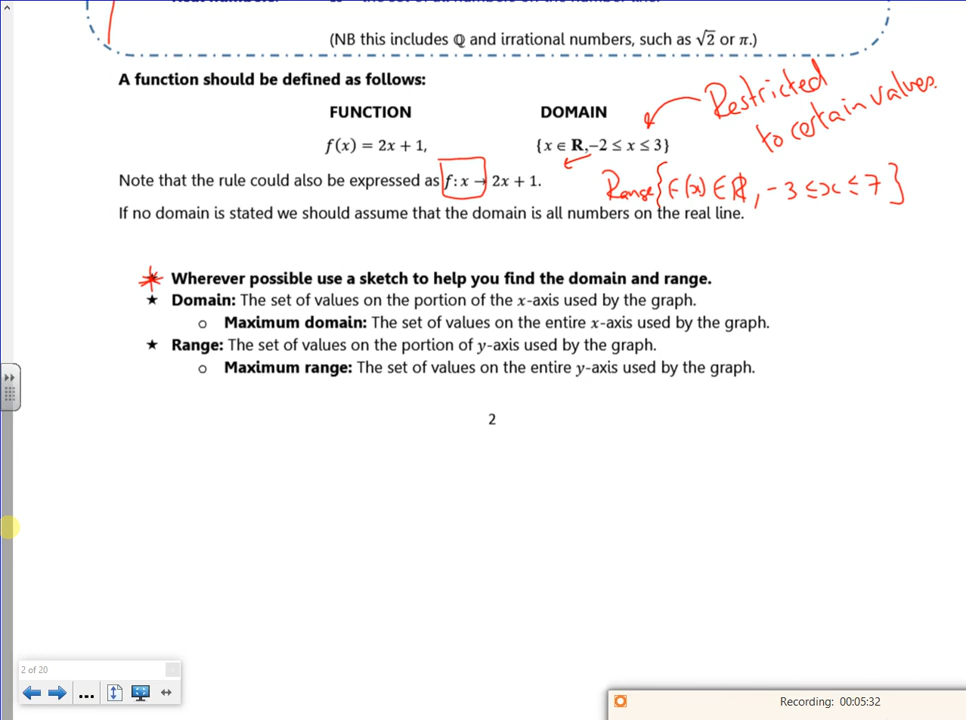 (NB this includes ℚ and irrational numbers, such as √2 or π.)
A function should be defined as follows:
FUNCTION DOMAIN
Restricted to certain values.
f(x) = 2x + 1, {x ∈ R,−2 ≤ x ≤ 3}
Note that the rule could also be expressed as f: x → 2x + 1.
Range {f(x) ∈ ℝ, -3 ≤ x ≤ 7}
If no domain is stated we should assume that the domain is all numbers on the real line.
★ Wherever possible use a sketch to help you find the domain and range.
★ Domain: The set of values on the portion of the x-axis used by the graph.
o Maximum domain: The set of values on the entire x-axis used by the graph.
★ Range: The set of values on the portion of y-axis used by the graph.
o Maximum range: The set of values on the entire y-axis used by the graph.
2
2 of 20
Recording: 00:05:32